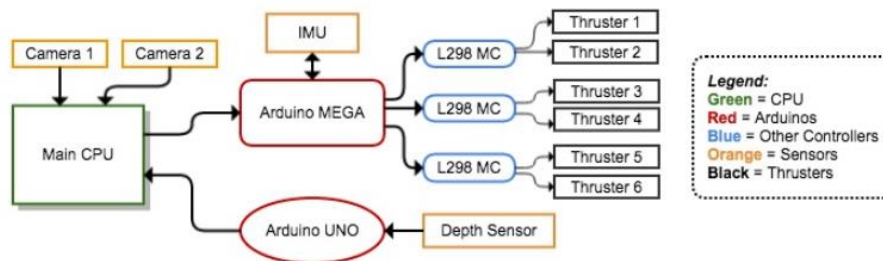 Camera 1
Camera 2
IMU
Main CPU
Arduino MEGA
L298 MC
L298 MC
L298 MC
Thruster 1
Thruster 2
Thruster 3
Thruster 4
Thruster 5
Thruster 6
Arduino UNO
Depth Sensor
Legend:
Green = CPU
Red = Arduinos
Blue = Other Controllers
Orange = Sensors
Black = Thrusters